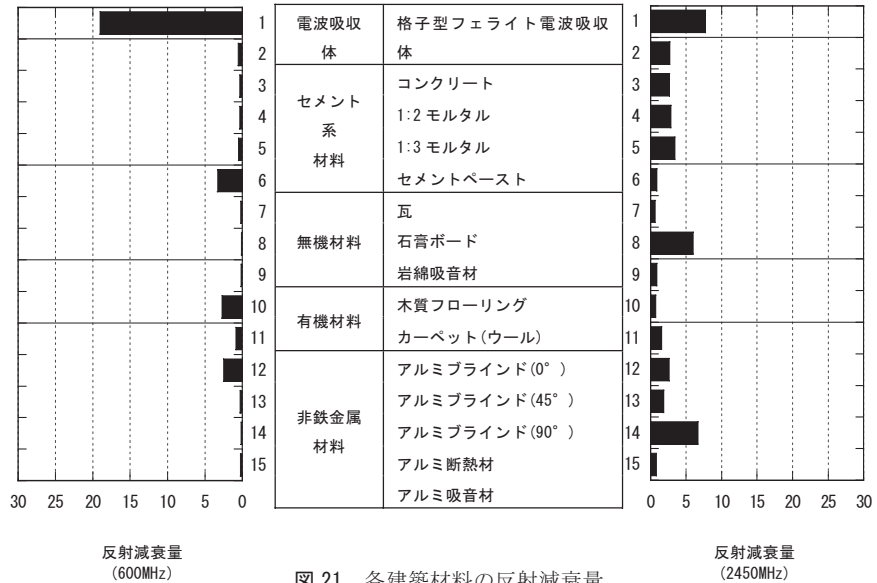 1 電波吸収 格子型フェライト電波吸収 1
2 体 体 2
3 コンクリート 3
セメント
4 1:2 モルタル 4
系
5 1:3 モルタル 5
材料
6 セメントペースト 6
7 瓦 7
8 無機材料 石膏ボード 8
9 岩綿吸音材 9
10 木質フローリング 10
有機材料
11 カーペット(ウール) 11
12 アルミブラインド(0°) 12
13 アルミブラインド(45°) 13
非鉄金属
14 アルミブラインド(90°) 14
材料
15 アルミ断熱材 15
アルミ吸音材
30 25 20 15 10 5 0 0 5 10 15 20 25 30
反射減衰量 反射減衰量
(600MHz) (2450MHz)
図 21 各建築材料の反射減衰量